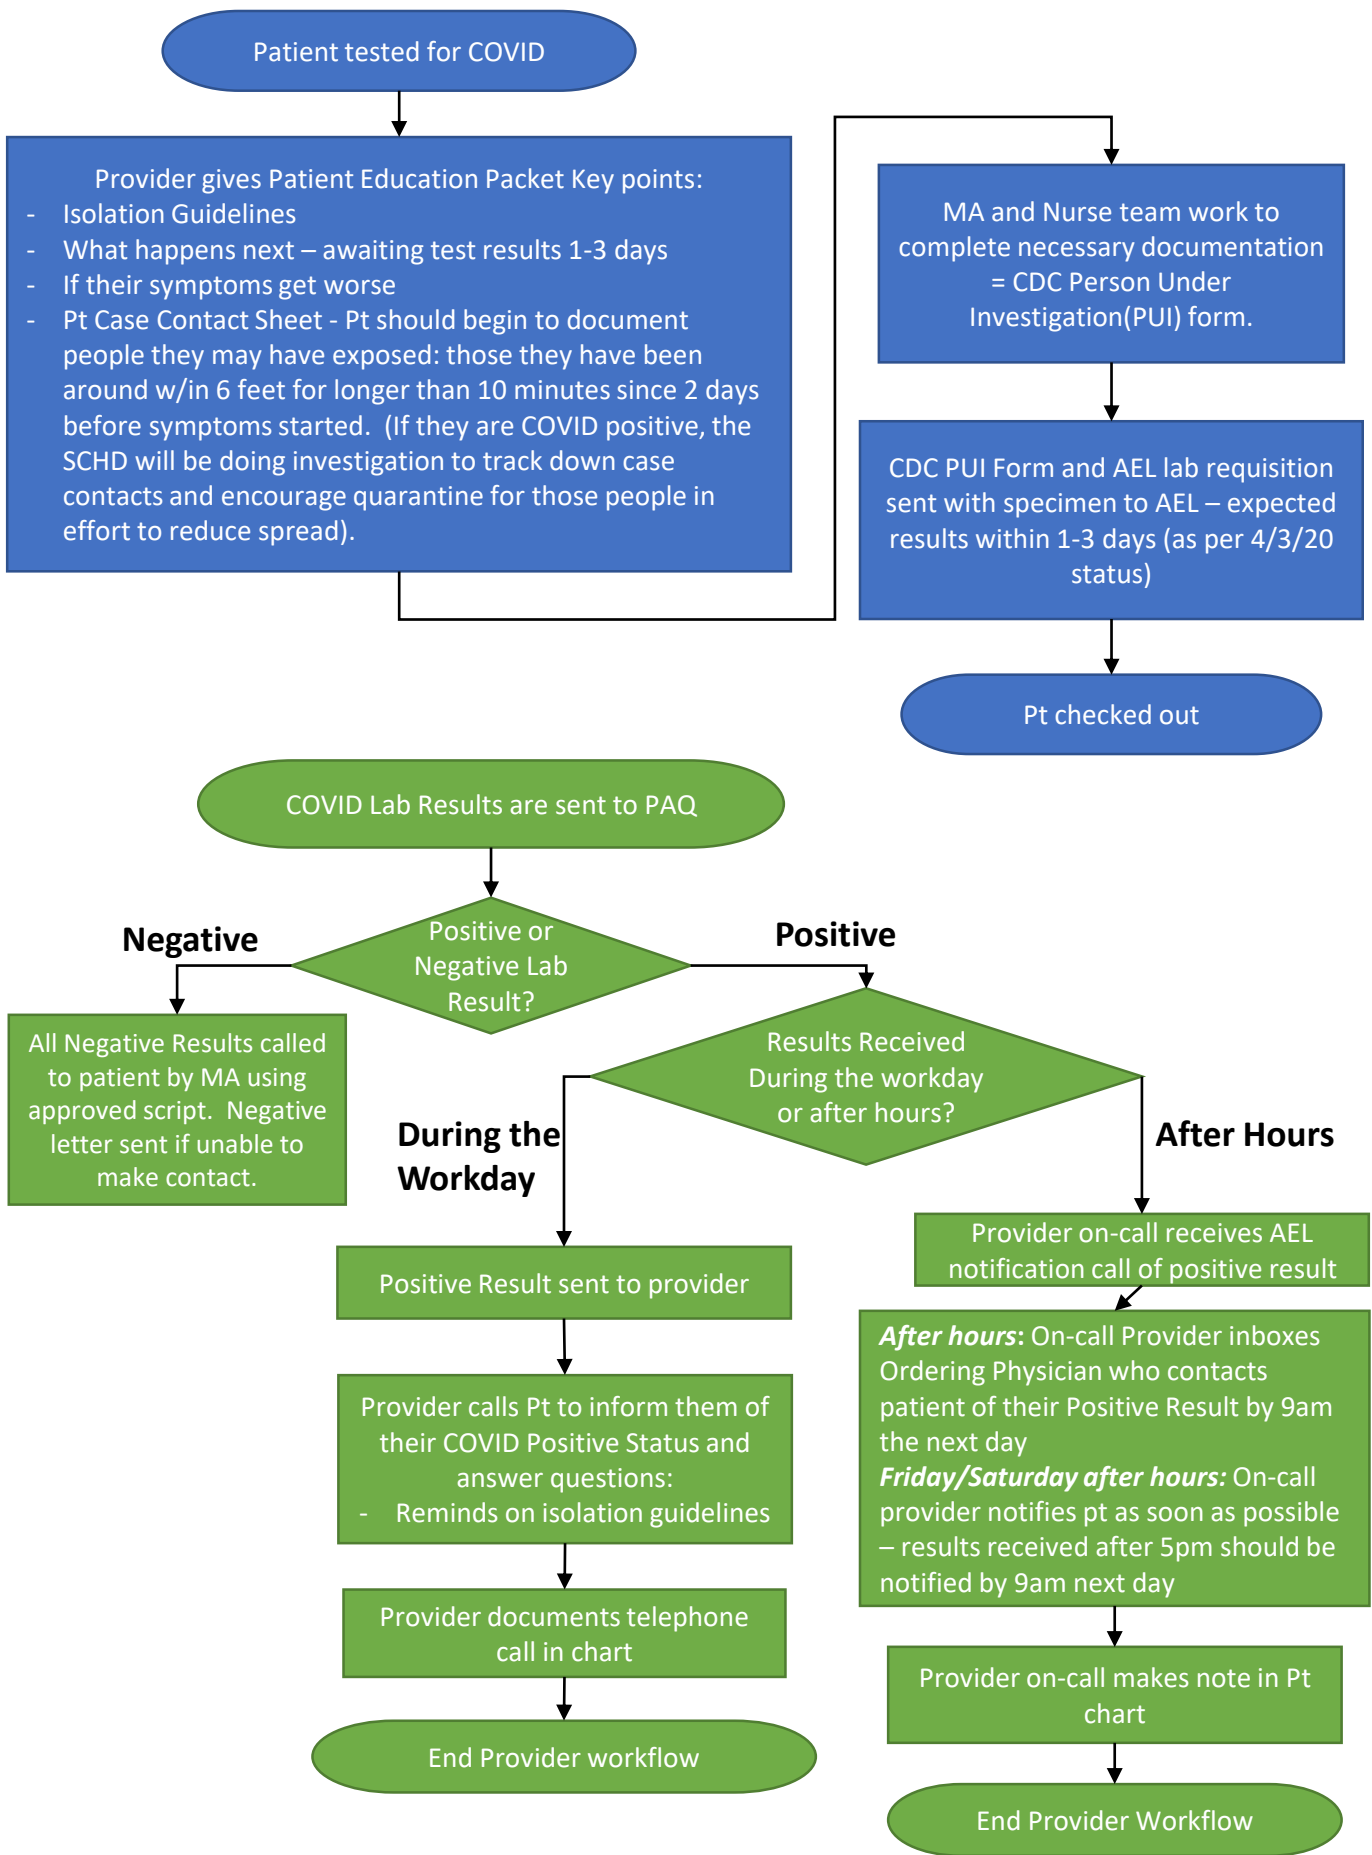 Patient tested for COVID
Provider gives Patient Education Packet Key points:
- Isolation Guidelines
- What happens next – awaiting test results 1-3 days
- If their symptoms get worse
- Pt Case Contact Sheet - Pt should begin to document
people they may have exposed: those they have been
around w/in 6 feet for longer than 10 minutes since 2 days
before symptoms started.  (If they are COVID positive, the
SCHD will be doing investigation to track down case
contacts and encourage quarantine for those people in
effort to reduce spread).
MA and Nurse team work to
complete necessary documentation
= CDC Person Under
Investigation(PUI) form.
CDC PUI Form and AEL lab requisition
sent with specimen to AEL – expected
results within 1-3 days (as per 4/3/20
status)
Pt checked out
COVID Lab Results are sent to PAQ
Positive or
Negative Lab
Result?
Negative
Positive
All Negative Results called
to patient by MA using
approved script.  Negative
letter sent if unable to
make contact.
Results Received
During the workday
or after hours?
During the
Workday
After Hours
Positive Result sent to provider
Provider calls Pt to inform them of
their COVID Positive Status and
answer questions:
- Reminds on isolation guidelines
Provider documents telephone
call in chart
End Provider workflow
Provider on-call receives AEL
notification call of positive result
After hours: On-call Provider inboxes
Ordering Physician who contacts
patient of their Positive Result by 9am
the next day
Friday/Saturday after hours: On-call
provider notifies pt as soon as possible
– results received after 5pm should be
notified by 9am next day
Provider on-call makes note in Pt
chart
End Provider Workflow